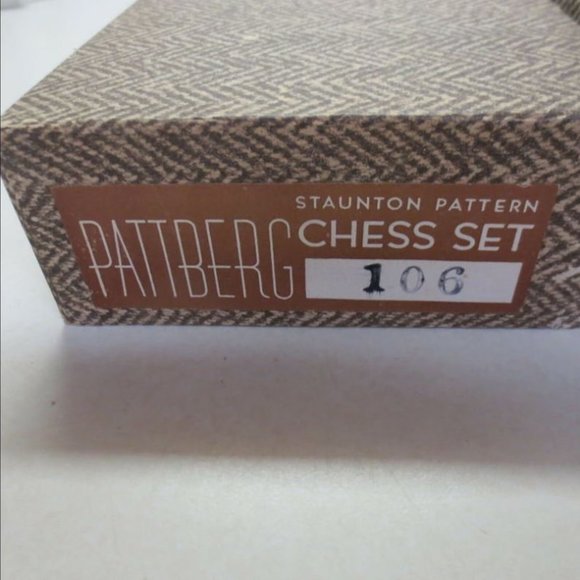 PATTBERG
STAUNTON PATTERN
CHESS SET
106